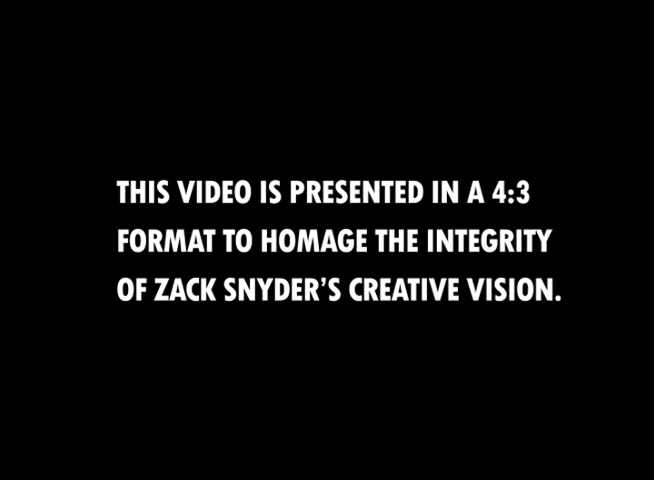 THIS VIDEO IS PRESENTED IN A 4:3
FORMAT TO HOMAGE THE INTEGRITY
OF ZACK SNYDER’S CREATIVE VISION.